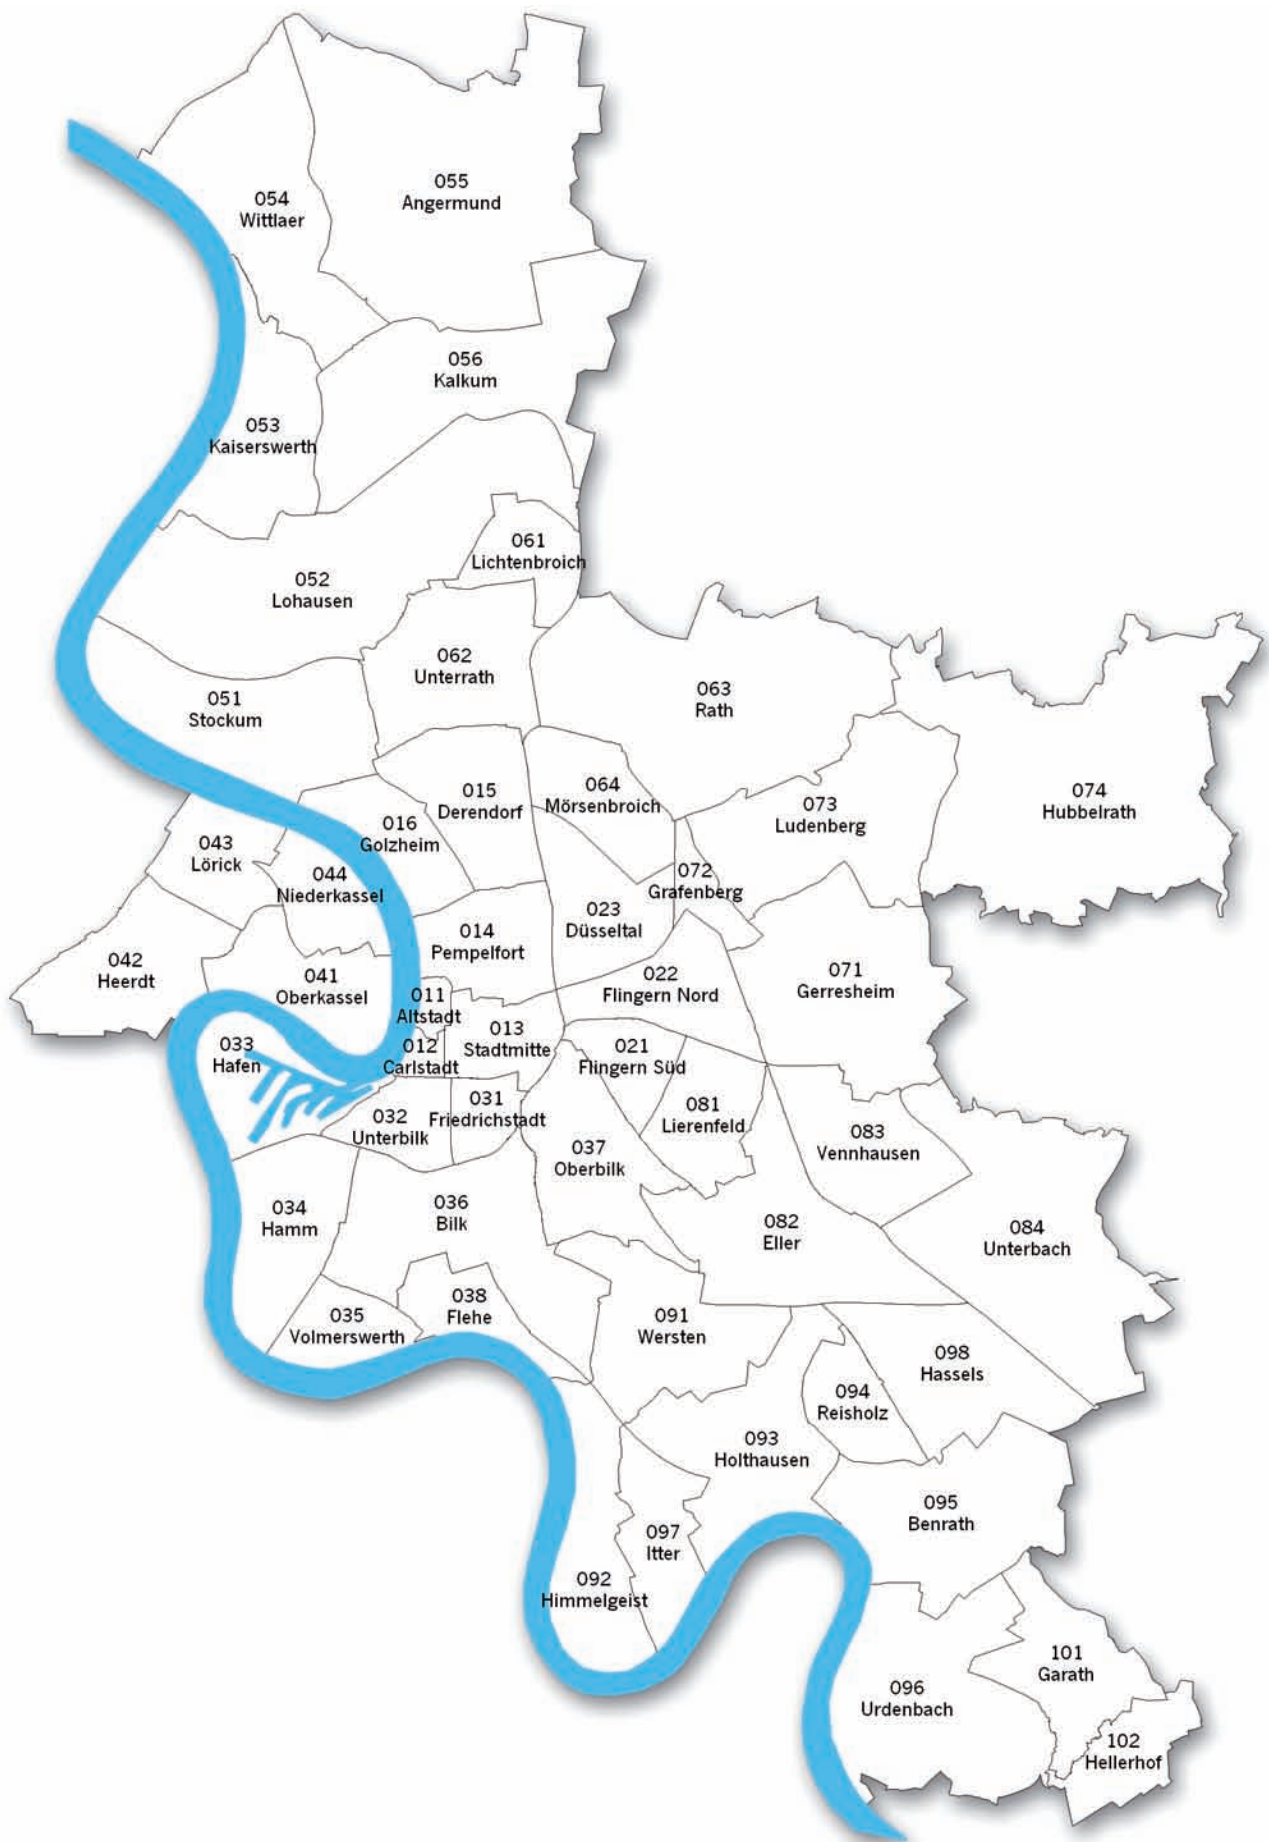 055
Angermund
054
Wittlaer
056
Kalkum
053
Kaiserswerth
061
Lichtenbroich
052
Lohausen
062
Unterrath
063
Rath
051
Stockum
074
Hubbelrath
015
Derendorf
064
Mörsenbroich
073
Ludenberg
016
Golzheim
043
Lörick
044
Niederkassel
072
Grafenberg
023
Düsseltal
014
Pempelfort
042
Heerdt
041
Oberkassel
022
Flingern Nord
071
Gerresheim
011
Altstadt
013
Stadtmitte
033
Hafen
012
Carlstadt
021
Flingern Süd
031
Friedrichstadt
081
Lierenfeld
032
Unterbilk
083
Vennhausen
037
Oberbilk
036
Bilk
034
Hamm
082
Eller
084
Unterbach
038
Flehe
035
Volmerswerth
091
Wersten
098
Hassels
094
Reisholz
093
Holthausen
095
Benrath
097
Itter
092
Himmelgeist
101
Garath
096
Urdenbach
102
Hellerhof